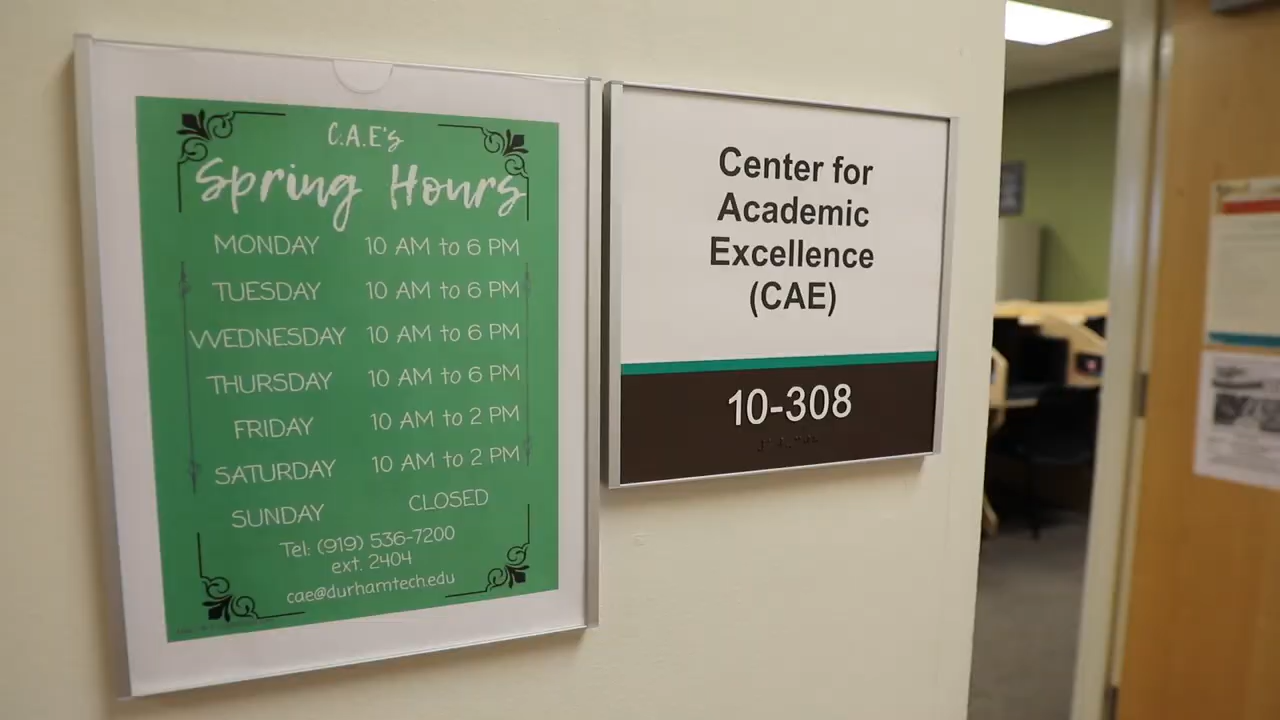 C.A.E's
Spring Hours
MONDAY 10 AM to 6 PM
TUESDAY 10 AM to 6 PM
WEDNESDAY 10 AM to 6 PM
THURSDAY 10 AM to 6 PM
FRIDAY 10 AM to 2 PM
SATURDAY 10 AM to 2 PM
SUNDAY CLOSED
Tel: (919) 536-7200
ext. 2404
cae@durhamtech.edu
Center for
Academic
Excellence
(CAE)
10-308